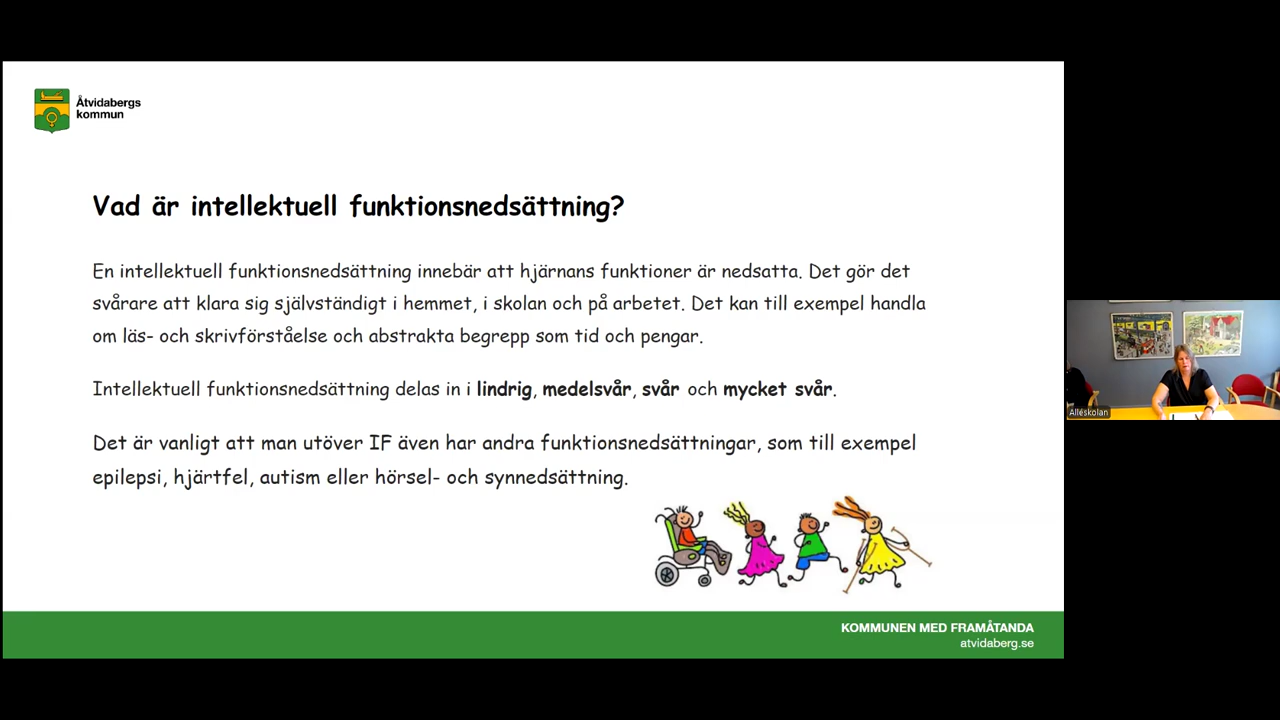 Åtvidabergs
kommun
Vad är intellektuell funktionsnedsättning?
En intellektuell funktionsnedsättning innebär att hjärnans funktioner är nedsatta. Det gör det
svårare att klara sig självständigt i hemmet, i skolan och på arbetet. Det kan till exempel handla
om läs- och skrivförståelse och abstrakta begrepp som tid och pengar.
Intellektuell funktionsnedsättning delas in i lindrig, medelsvår, svår och mycket svår.
Det är vanligt att man utöver IF även har andra funktionsnedsättningar, som till exempel
epilepsi, hjärtfel, autism eller hörsel- och synnedsättning.
KOMMUNEN MED FRAMÅTANDA
atvidaberg.se
Alléskolan